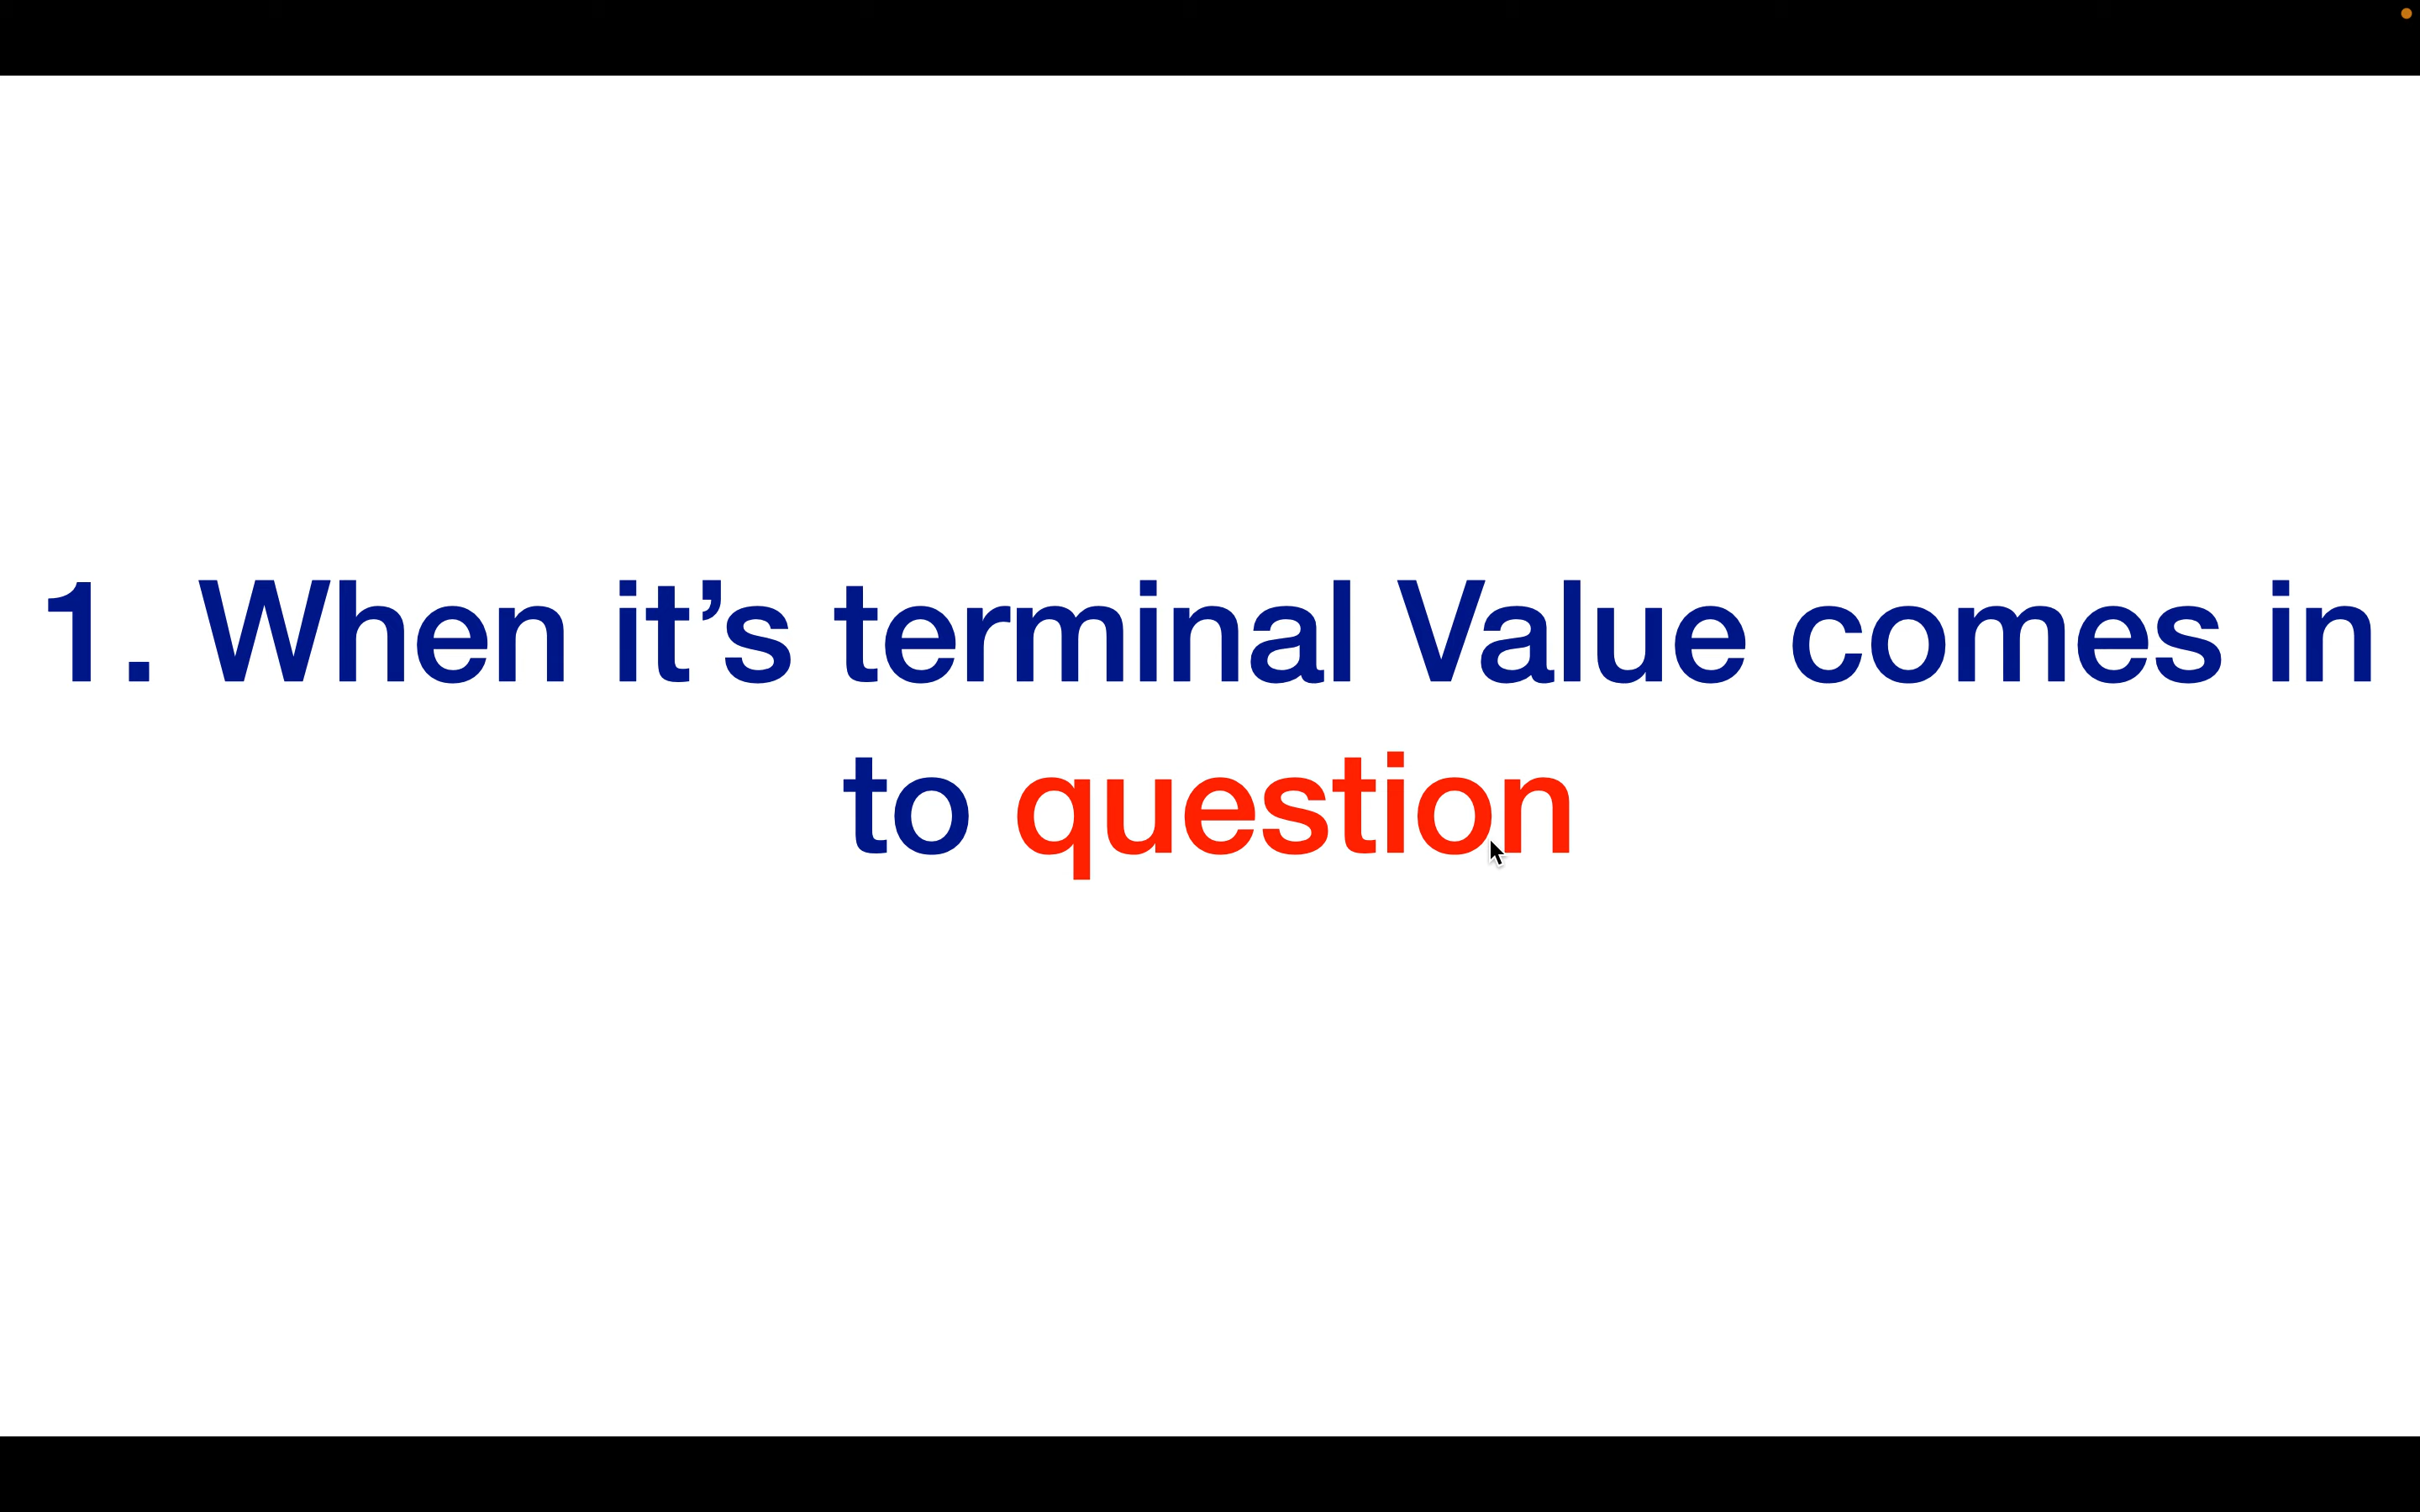 1. When it’s terminal Value comes in
to question